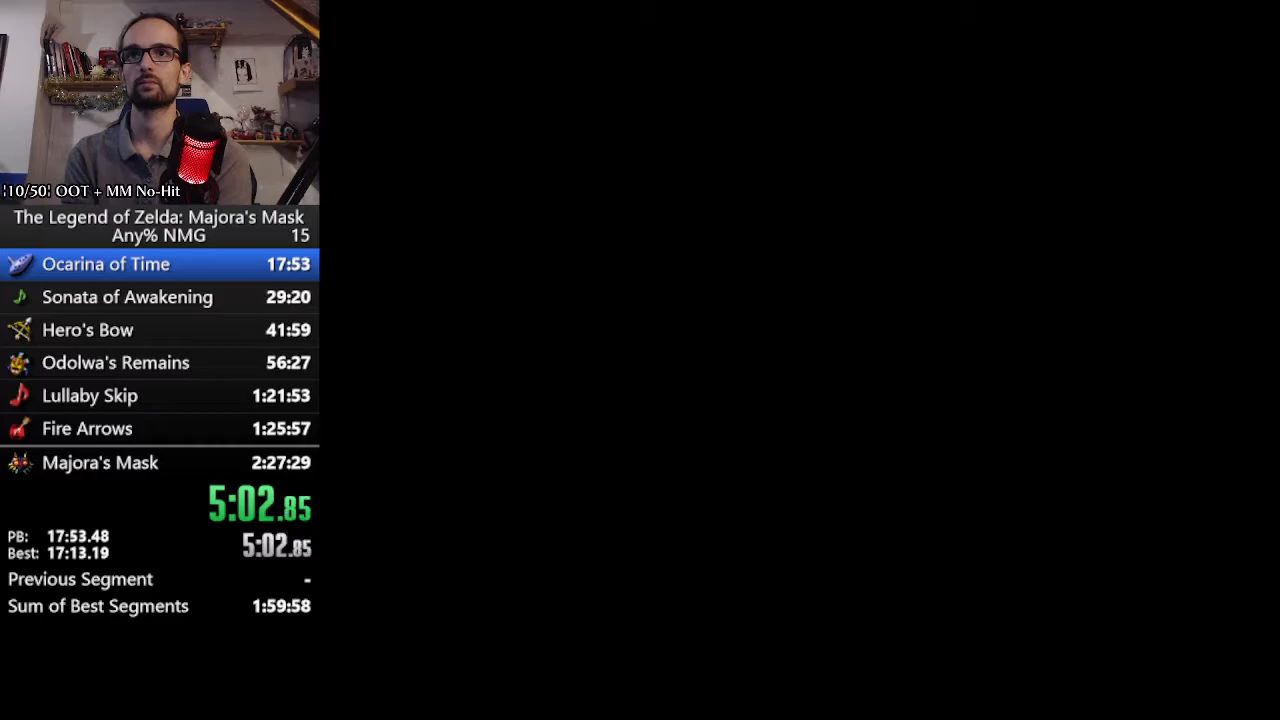 ¦10/50¦ OOT + MM No-Hit
The Legend of Zelda: Majora's Mask
Any% NMG 15
Ocarina of Time 17:53
Sonata of Awakening 29:20
Hero's Bow 41:59
Odolwa's Remains 56:27
Lullaby Skip 1:21:53
Fire Arrows 1:25:57
Majora's Mask 2:27:29
5:02.85
PB: 17:53.48
Best: 17:13.19
5:02.85
Previous Segment -
Sum of Best Segments 1:59:58